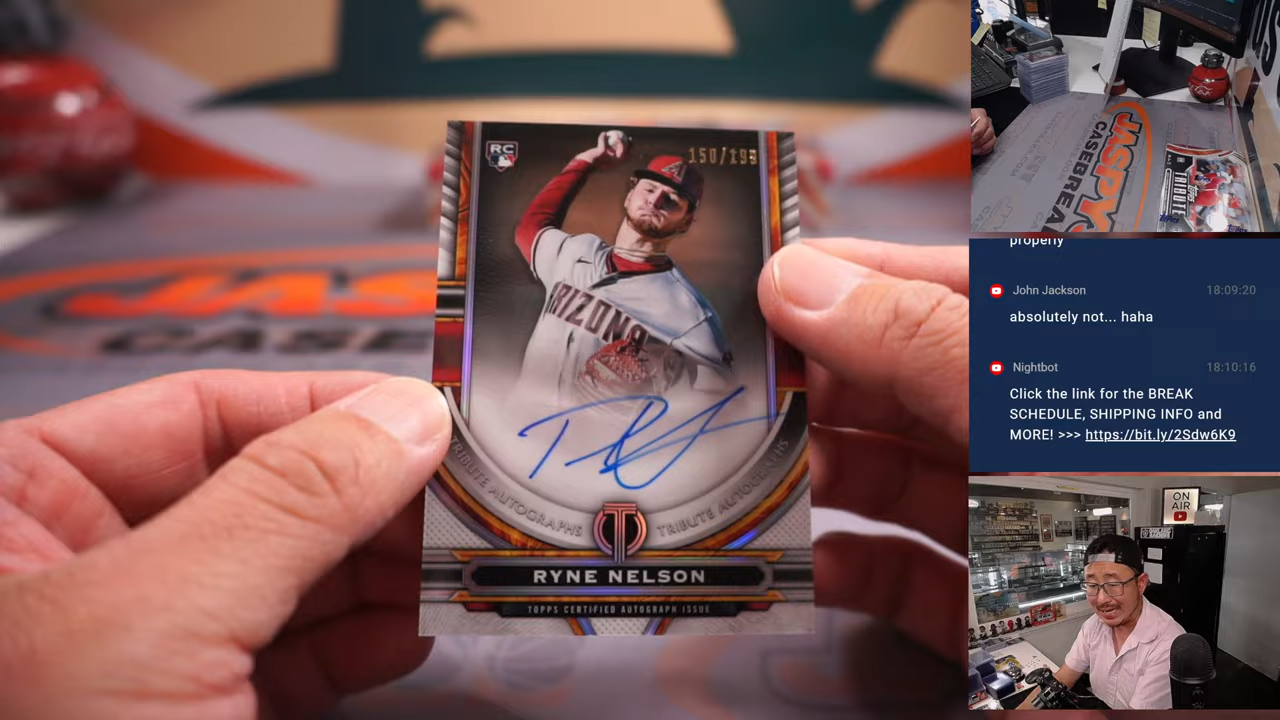 RC
150/199
ARIZONA
TRIBUTE AUTOGRAPHS
TRIBUTE AUTOGRAPHS
RYNE NELSON
TOPPS CERTIFIED AUTOGRAPH ISSUE
JASPY'S
CASEBREAKS
TRIBUTE
properly
John Jackson 18:09:20
absolutely not... haha
Nightbot 18:10:16
Click the link for the BREAK
SCHEDULE, SHIPPING INFO and
MORE! >>> https://bit.ly/2Sdw6K9
ON
AIR